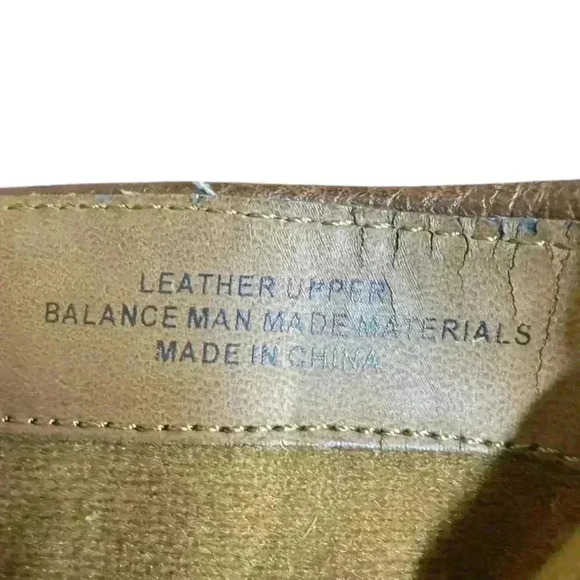 LEATHER UPPER
BALANCE MAN MADE MATERIALS
MADE IN CHINA